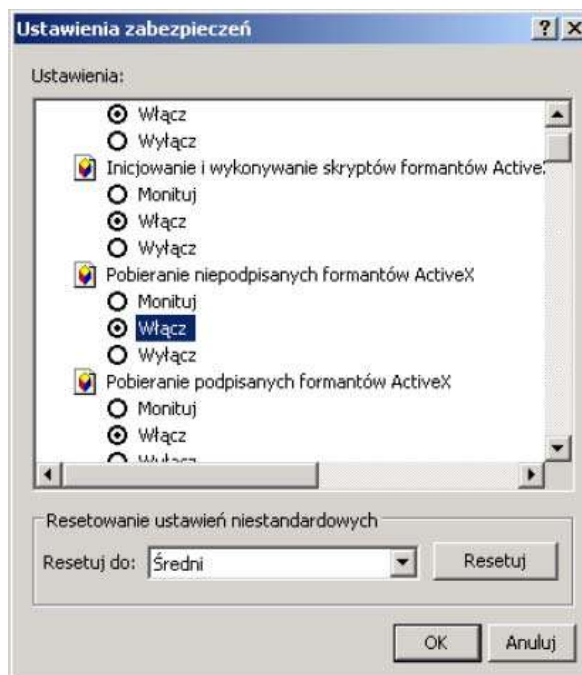 Ustawienia zabezpieczeń
Ustawienia:
Włącz
Wyłącz
Inicjowanie i wykonywanie skryptów formantów Active
Monituj
Włącz
Wyłącz
Pobieranie niepodpisanych formantów ActiveX
Monituj
Włącz
Wyłącz
Pobieranie podpisanych formantów ActiveX
Monituj
Włącz
Resetowanie ustawień niestandardowych
Resetuj do: Średni Resetuj
OK Anuluj